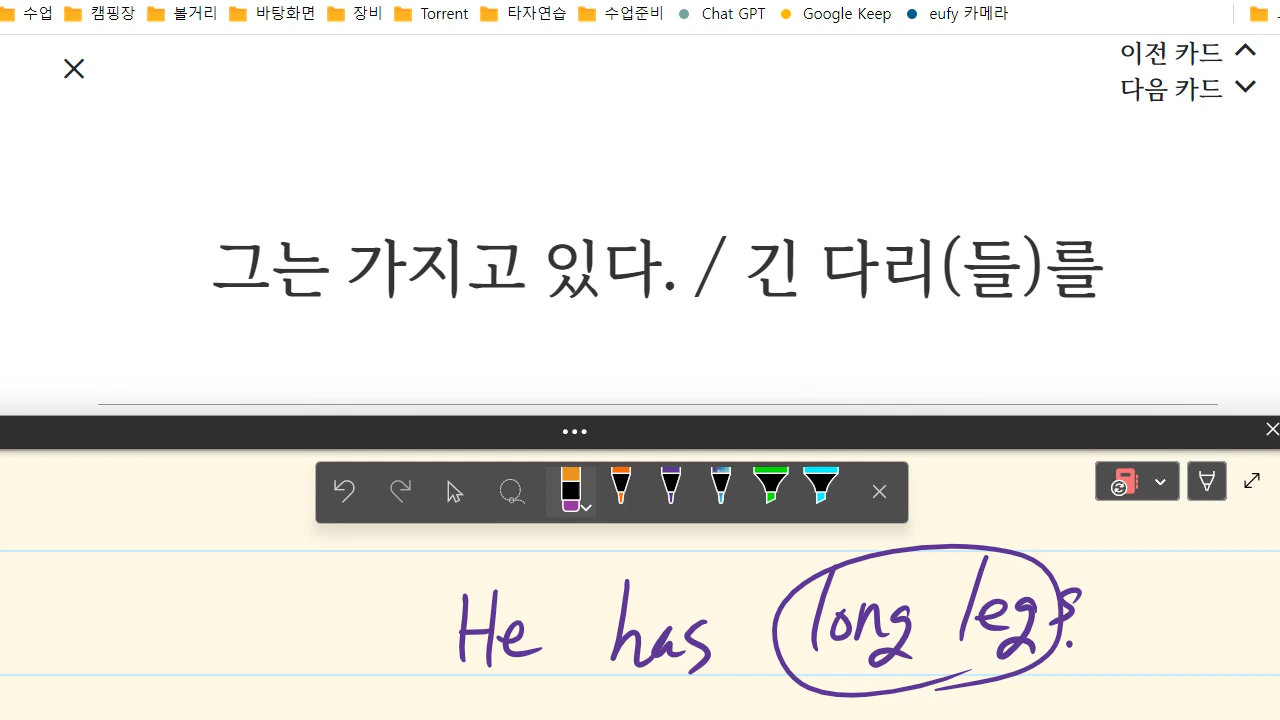 수업 캠핑장 볼거리 바탕화면 장비 Torrent 타자연습 수업준비 Chat GPT Google Keep eufy 카메라
이전 카드
다음 카드
그는 가지고 있다. / 긴 다리(들)를
He has long legs.